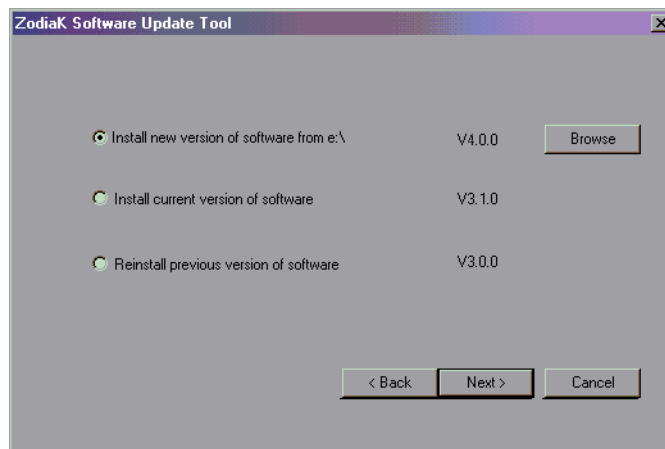 ZodiaK Software Update Tool
Install new version of software from e:\ V4.0.0 Browse
Install current version of software V3.1.0
Reinstall previous version of software V3.0.0
< Back Next > Cancel